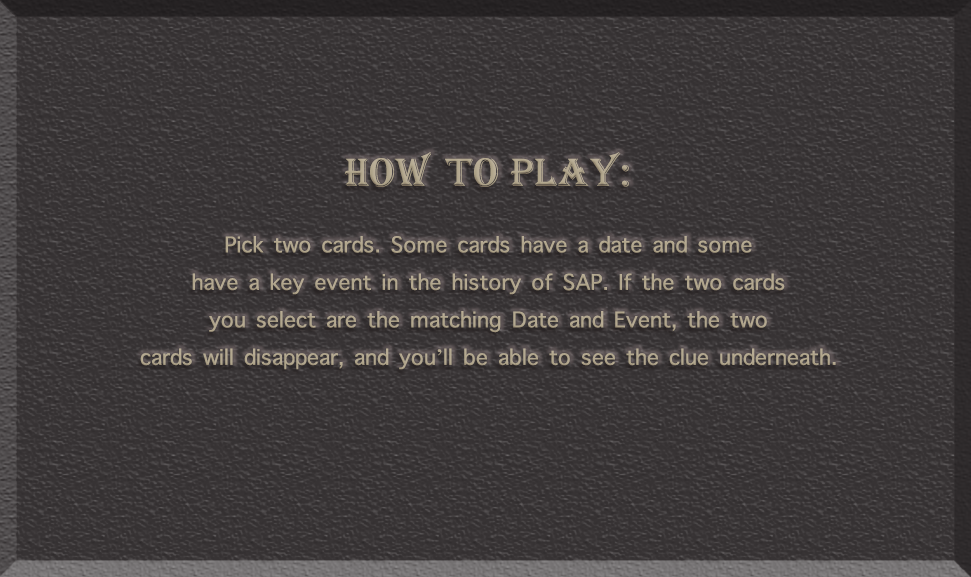 HOW TO PLAY:
Pick two cards. Some cards have a date and some
have a key event in the history of SAP. If the two cards
you select are the matching Date and Event, the two
cards will disappear, and you’ll be able to see the clue underneath.